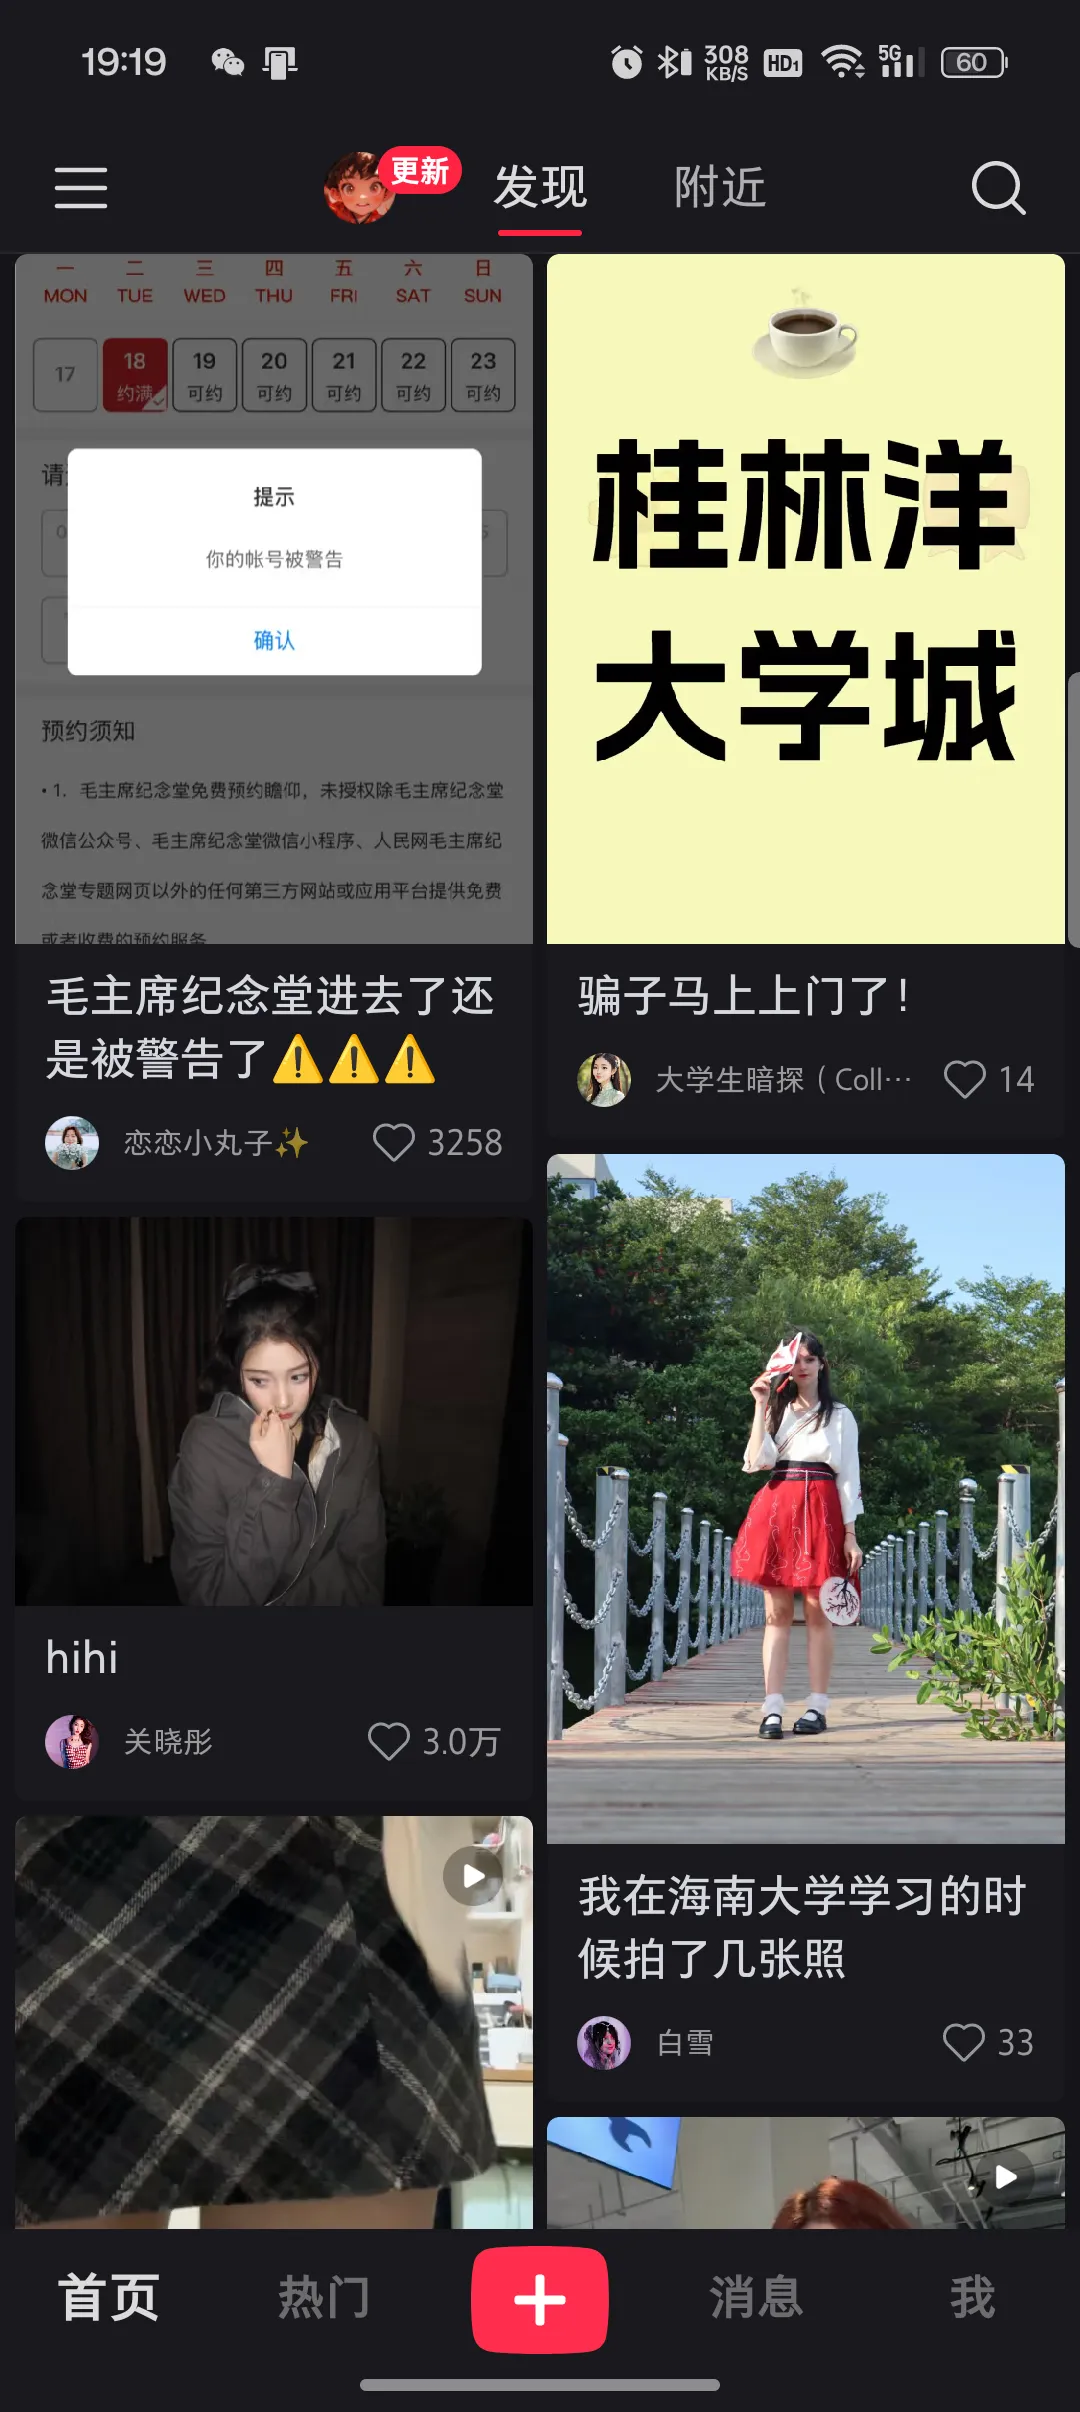 19:19
308
KB/S
HD1
5G
60
更新
发现
附近
一 二 三 四 五 六 日
MON TUE WED THU FRI SAT SUN
17 18 19 20 21 22 23
约满 可约 可约 可约 可约 可约
请
提示
你的帐号被警告
确认
预约须知
• 1. 毛主席纪念堂免费预约瞻仰，未授权除毛主席纪念堂
微信公众号、毛主席纪念堂微信小程序、人民网毛主席纪
念堂专题网页以外的任何第三方网站或应用平台提供免费
或者收费的预约服务
毛主席纪念堂进去了还
是被警告了⚠️⚠️⚠️
恋恋小丸子✨
3258
桂林洋
大学城
骗子马上上门了！
大学生暗探（Coll…
14
hihi
关晓彤
3.0万
我在海南大学学习的时
候拍了几张照
白雪
33
首页
热门
消息
我